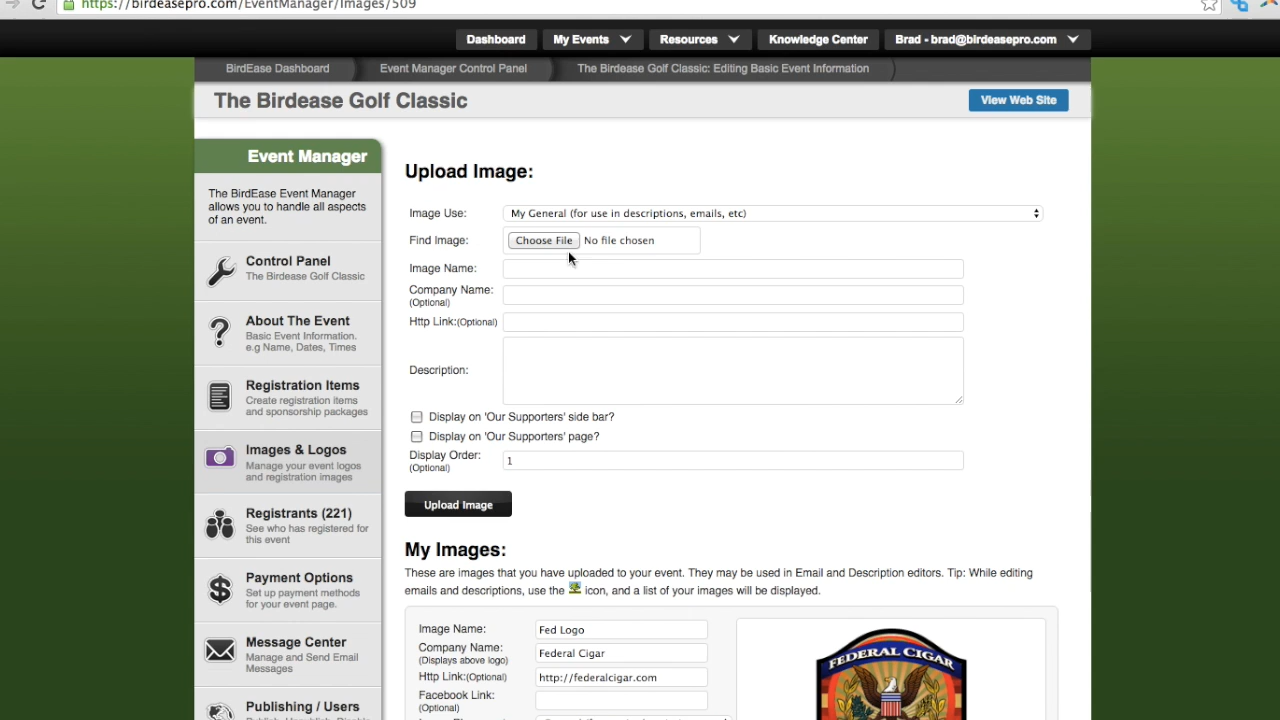 https://birdeasepro.com/EventManager/Images/509
Dashboard
My Events
Resources
Knowledge Center
Brad - brad@birdeasepro.com
BirdEase Dashboard
Event Manager Control Panel
The Birdease Golf Classic: Editing Basic Event Information
The Birdease Golf Classic
View Web Site
Event Manager
The BirdEase Event Manager
allows you to handle all aspects
of an event.
Control Panel
The Birdease Golf Classic
About The Event
Basic Event Information.
e.g Name, Dates, Times
Registration Items
Create registration items
and sponsorship packages
Images & Logos
Manage your event logos
and registration images
Registrants (221)
See who has registered for
this event
Payment Options
Set up payment methods
for your event page.
Message Center
Manage and Send Email
Messages
Publishing / Users
Upload Image:
Image Use:
My General (for use in descriptions, emails, etc)
Find Image:
Choose File No file chosen
Image Name:
Company Name:
(Optional)
Http Link:(Optional)
Description:
Display on 'Our Supporters' side bar?
Display on 'Our Supporters' page?
Display Order:
(Optional)
1
Upload Image
My Images:
These are images that you have uploaded to your event. They may be used in Email and Description editors. Tip: While editing
emails and descriptions, use the icon, and a list of your images will be displayed.
Image Name:
Fed Logo
Company Name:
(Displays above logo)
Federal Cigar
Http Link:(Optional)
http://federalcigar.com
Facebook Link:
(Optional)
FEDERAL CIGAR